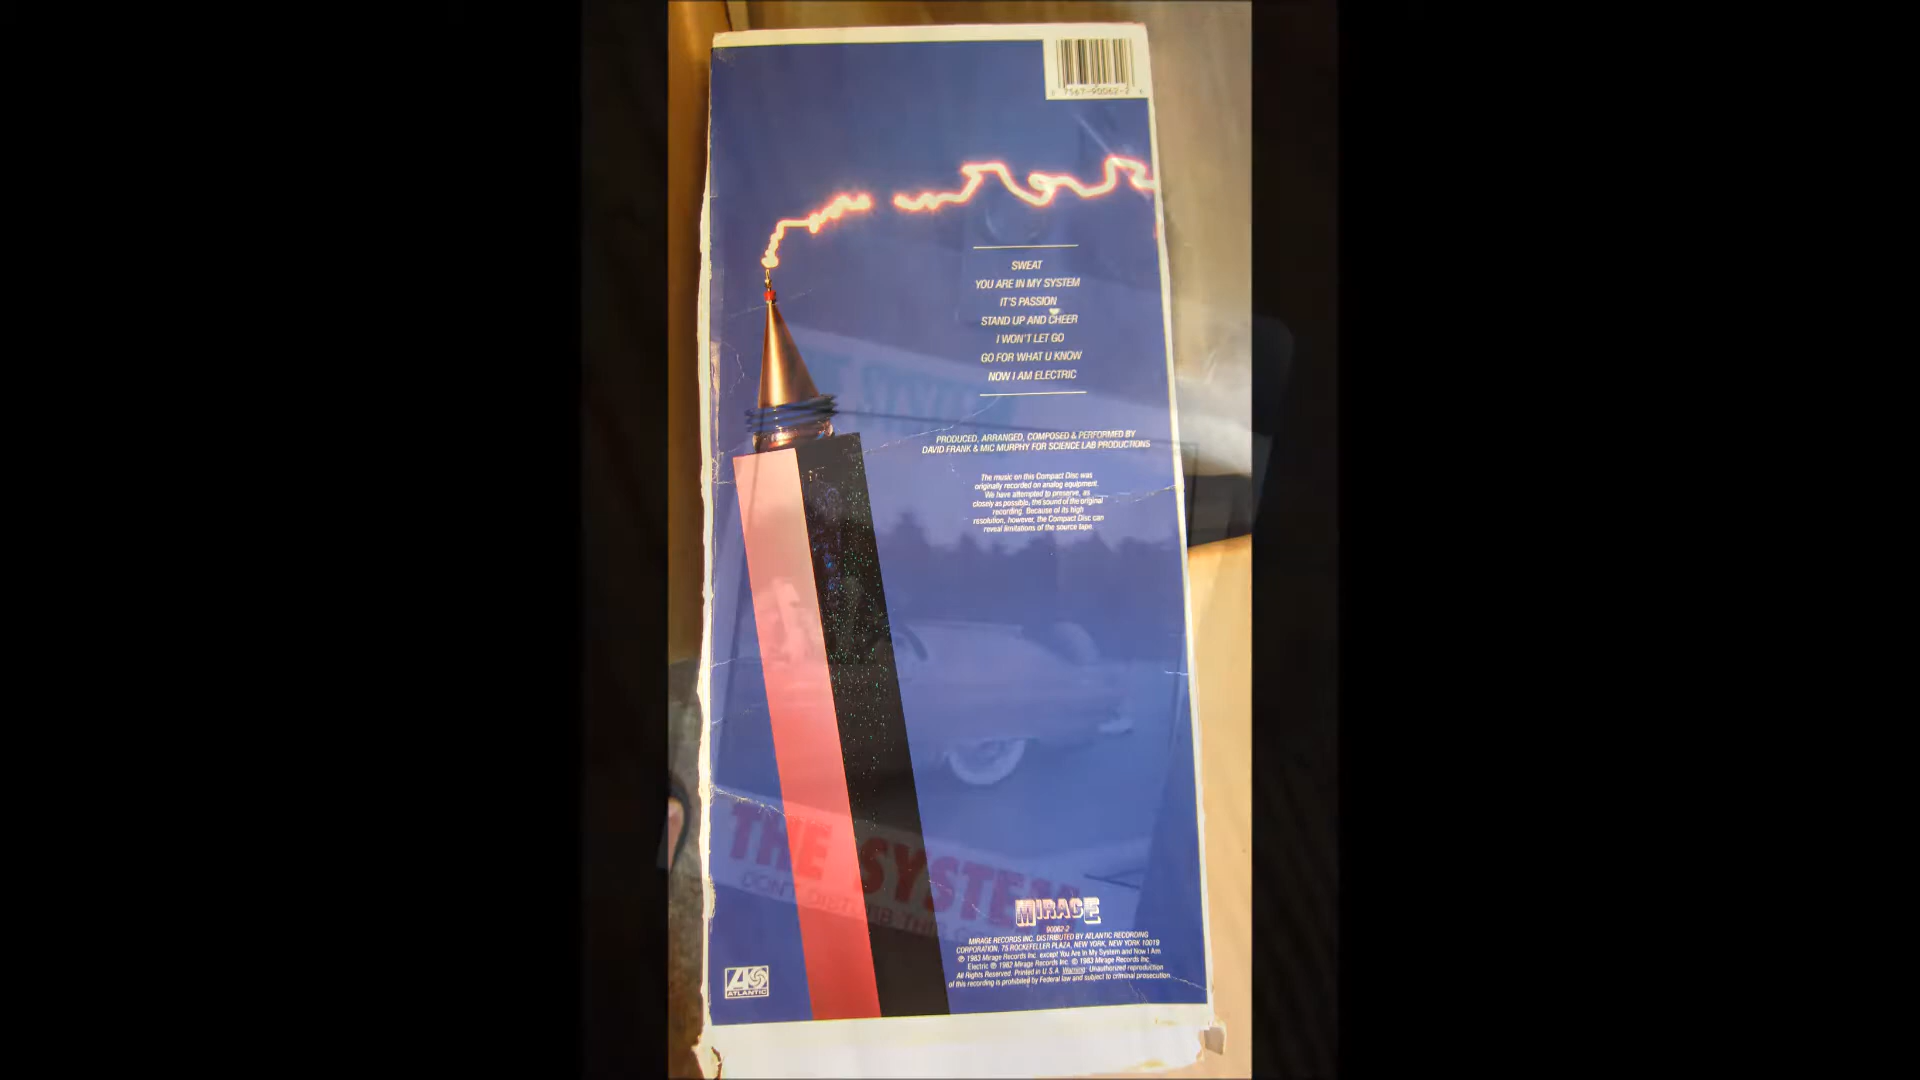 7567-90062-2
SWEAT
YOU ARE IN MY SYSTEM
IT'S PASSION
STAND UP AND CHEER
I WON'T LET GO
GO FOR WHAT U KNOW
NOW I AM ELECTRIC
PRODUCED, ARRANGED, COMPOSED & PERFORMED BY
DAVID FRANK & MIC MURPHY FOR SCIENCE LAB PRODUCTIONS
The music on this Compact Disc was
originally recorded on analog equipment.
We have attempted to preserve, as
closely as possible, the sound of the original
recording. Because of its high
resolution, however, the Compact Disc can
reveal limitations of the source tape.
THE SYSTEM
DON'T DISTURB THIS
MIRAGE
90062-2
MIRAGE RECORDS INC. DISTRIBUTED BY ATLANTIC RECORDING
CORPORATION, 75 ROCKEFELLER PLAZA, NEW YORK, NEW YORK 10019
℗ 1983 Mirage Records Inc. except You Are In My System and Now I Am
Electric ℗ 1982 Mirage Records Inc. © 1983 Mirage Records Inc.
All Rights Reserved. Printed in U.S.A. Warning: Unauthorized reproduction
of this recording is prohibited by Federal law and subject to criminal prosecution.
ATLANTIC